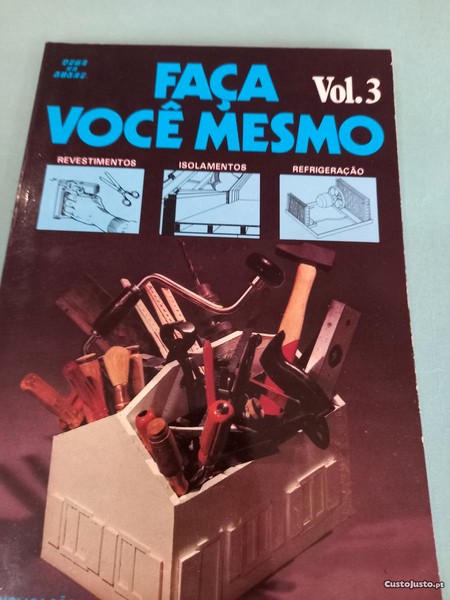 FAÇA
Vol.3
VOCÊ MESMO
REVESTIMENTOS
ISOLAMENTOS
REFRIGERAÇÃO
CustoJusto.pt